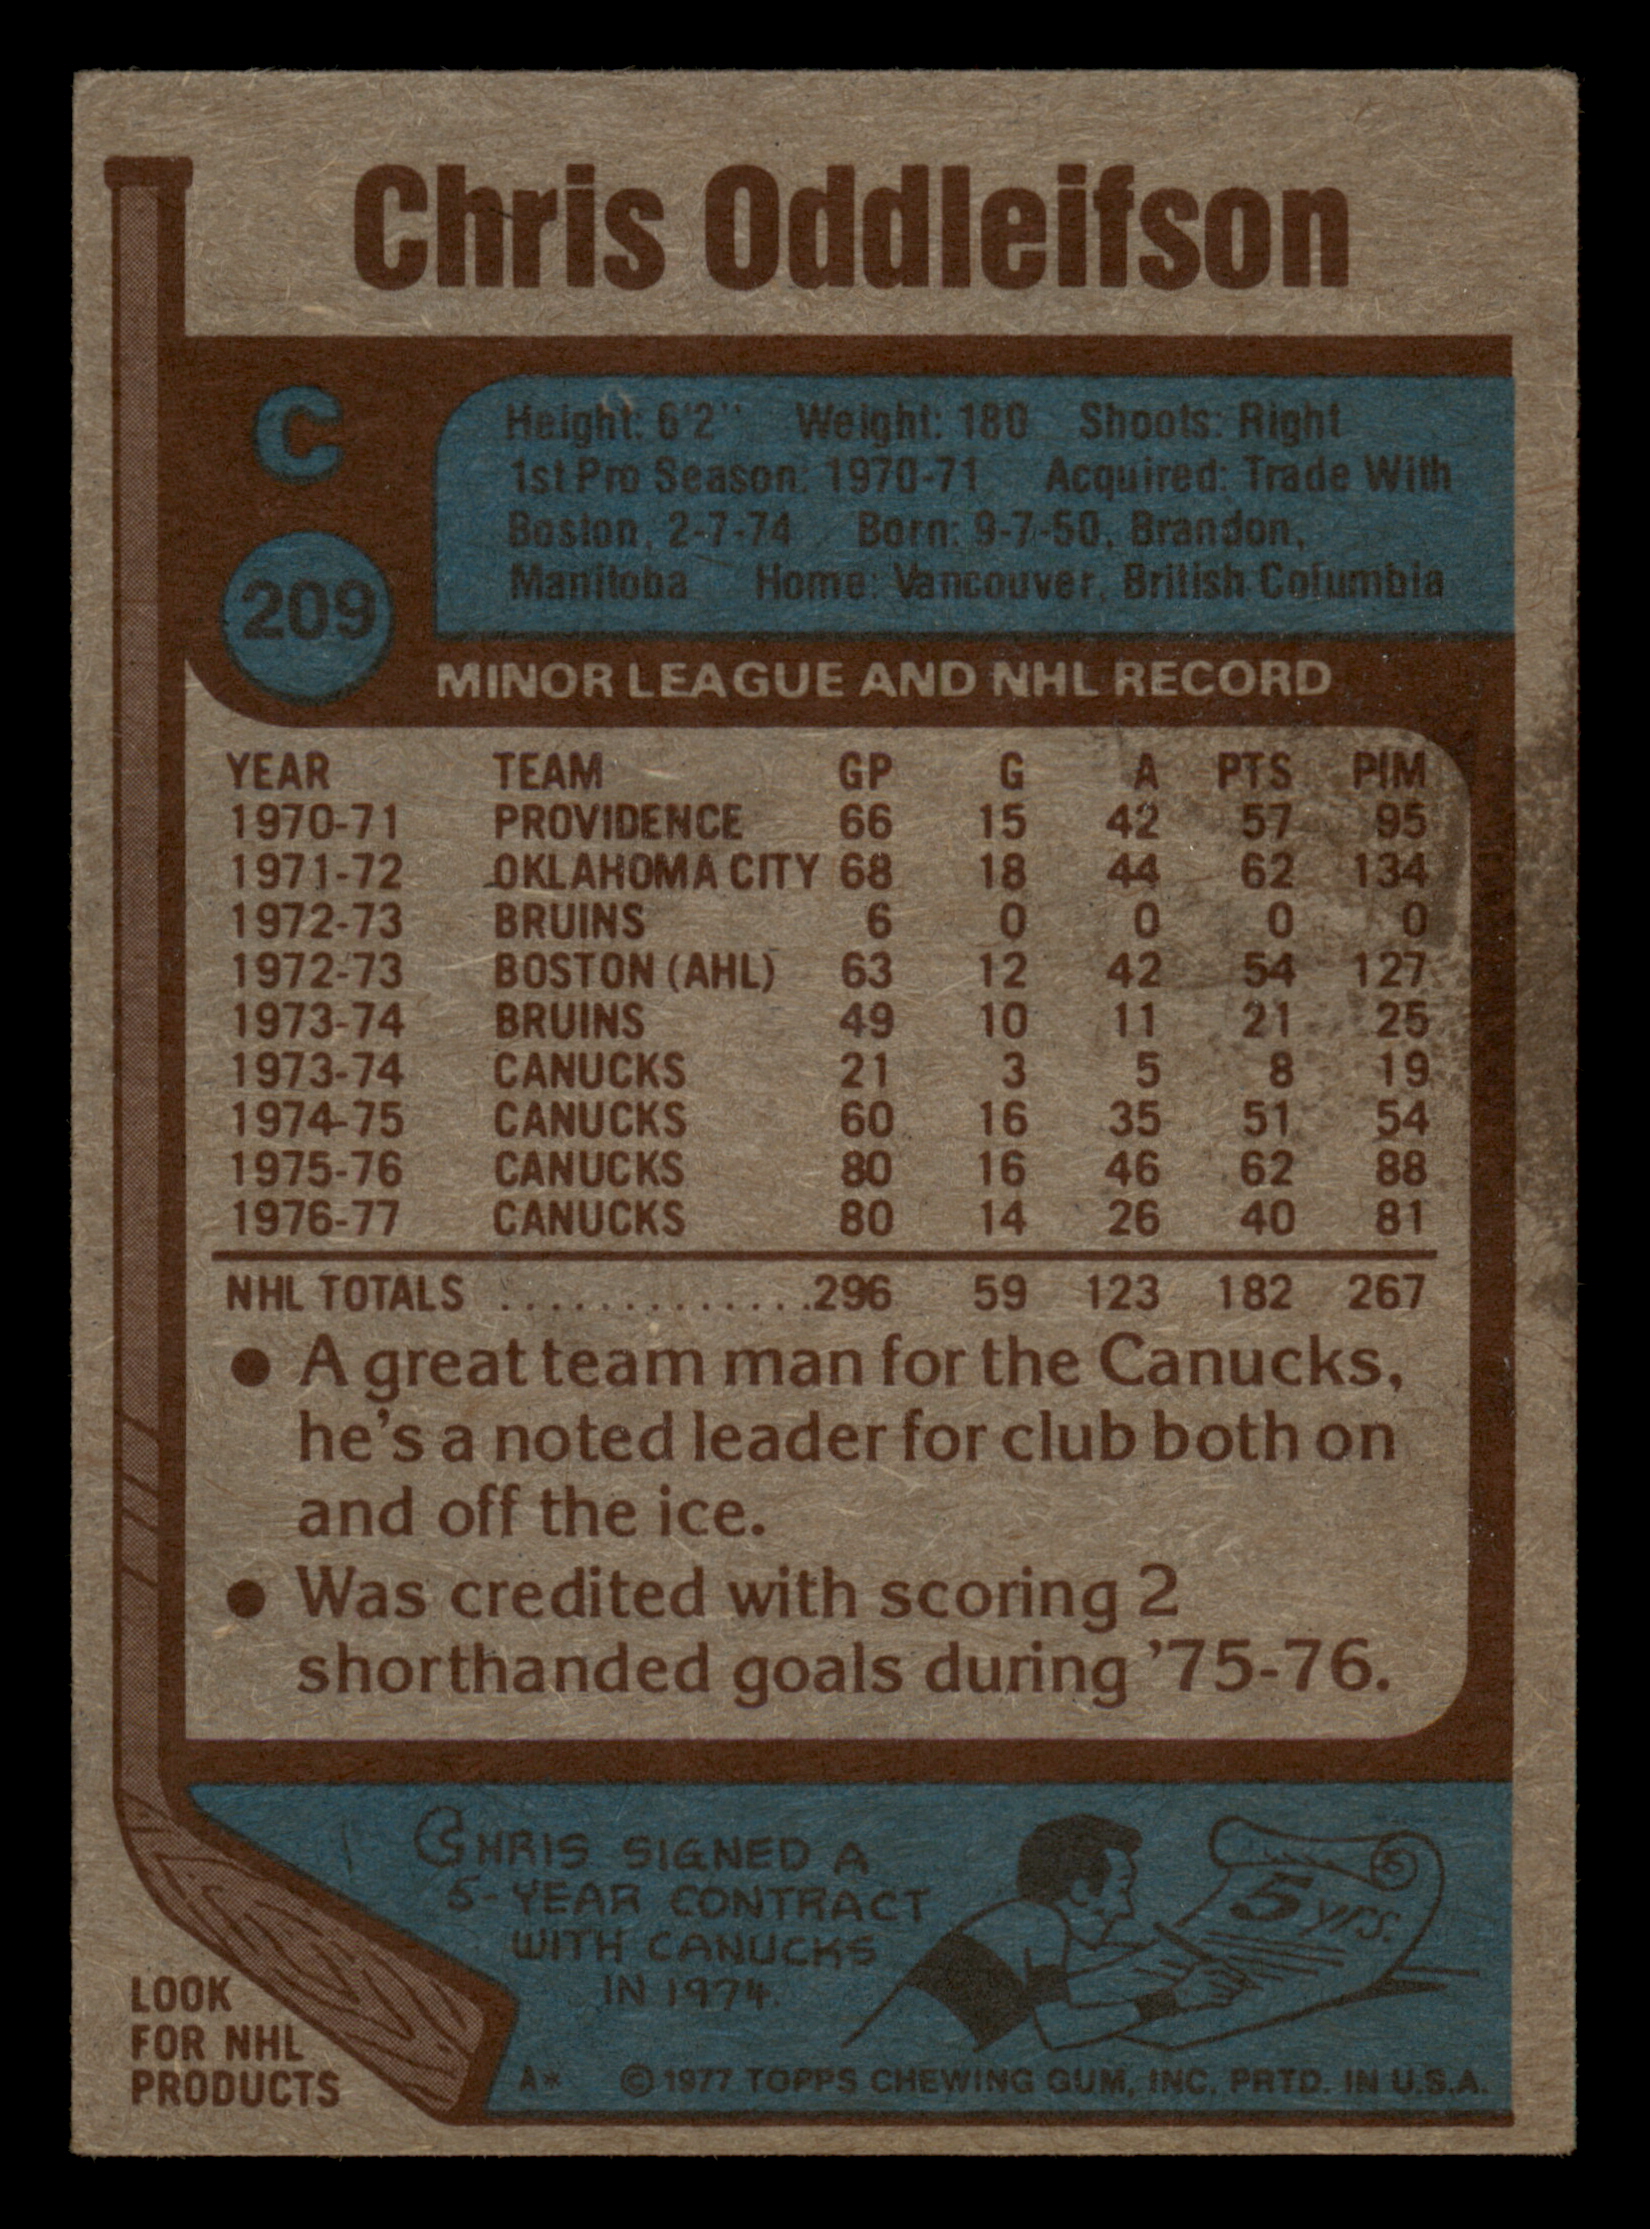 Chris Oddleifson
C
Height: 6'2" Weight: 180 Shoots: Right
1st Pro Season: 1970-71 Acquired: Trade With
Boston, 2-7-74 Born: 9-7-50, Brandon,
Manitoba Home: Vancouver, British Columbia
209
MINOR LEAGUE AND NHL RECORD
YEAR TEAM GP G A PTS PIM
1970-71 PROVIDENCE 66 15 42 57 95
1971-72 OKLAHOMA CITY 68 18 44 62 134
1972-73 BRUINS 6 0 0 0 0
1972-73 BOSTON (AHL) 63 12 42 54 127
1973-74 BRUINS 49 10 11 21 25
1973-74 CANUCKS 21 3 5 8 19
1974-75 CANUCKS 60 16 35 51 54
1975-76 CANUCKS 80 16 46 62 88
1976-77 CANUCKS 80 14 26 40 81
NHL TOTALS .............296 59 123 182 267
● A great team man for the Canucks,
he's a noted leader for club both on
and off the ice.
● Was credited with scoring 2
shorthanded goals during '75-76.
CHRIS SIGNED A
5-YEAR CONTRACT
WITH CANUCKS
IN 1974.
5 yrs.
LOOK
FOR NHL
PRODUCTS
A* © 1977 TOPPS CHEWING GUM, INC. PRTD. IN U.S.A.